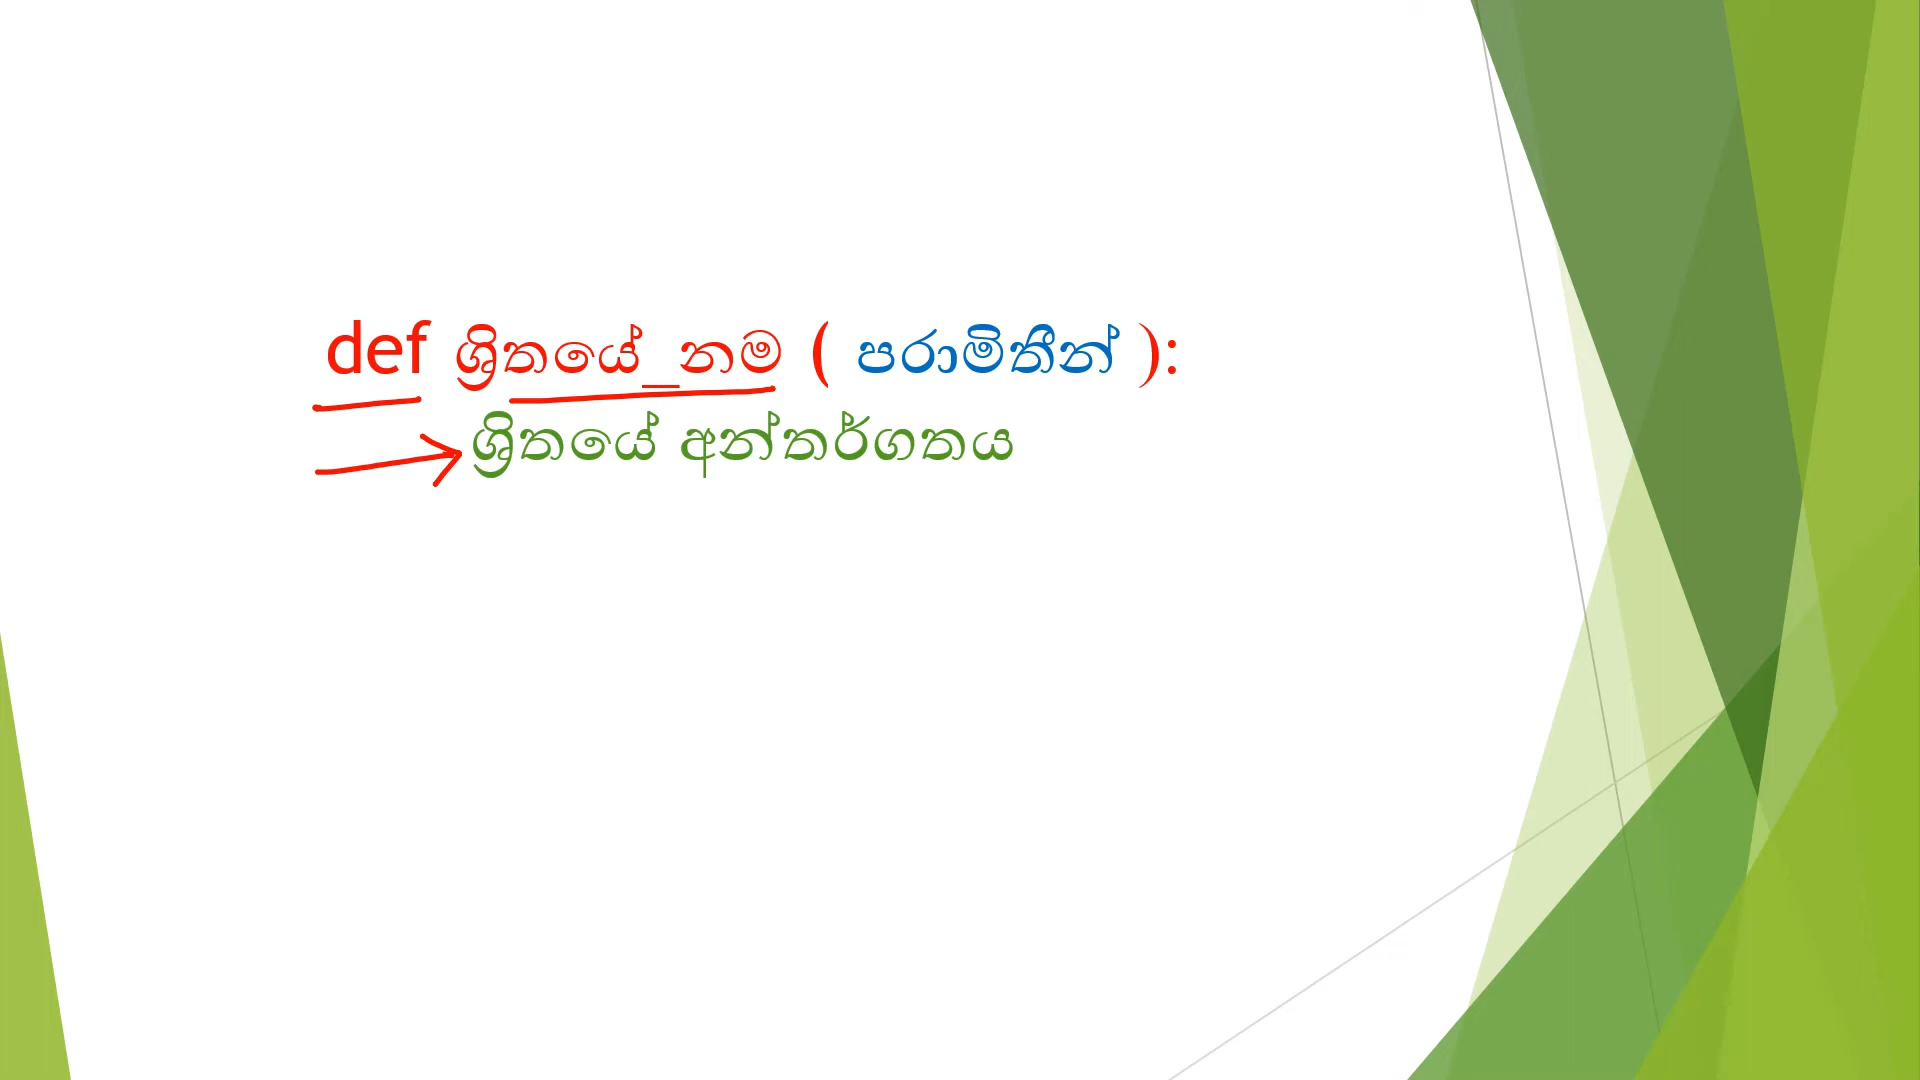 def ශ්‍රිතයේ_නම ( පරාමිතීන් ):
ශ්‍රිතයේ අන්තර්ගතය